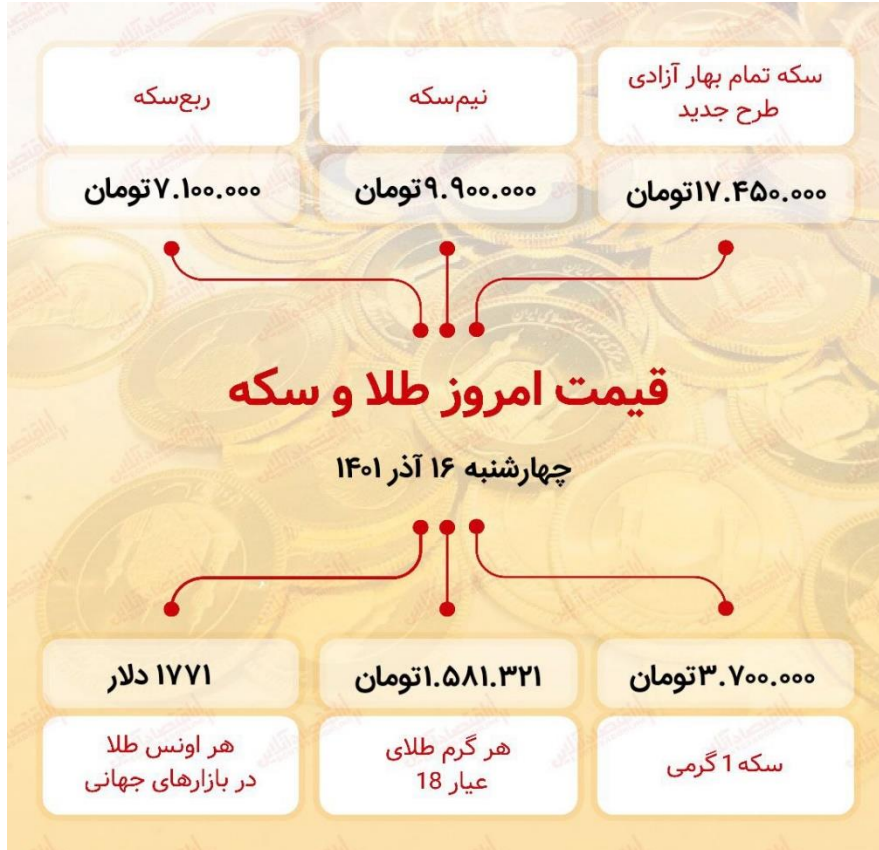 سکه تمام بهار آزادی
طرح جدید
نیم‌سکه
ربع‌سکه
۱۷.۴۵۰.۰۰۰تومان
۹.۹۰۰.۰۰۰تومان
۷.۱۰۰.۰۰۰تومان
قیمت امروز طلا و سکه
چهارشنبه ۱۶ آذر ۱۴۰۱
۳.۷۰۰.۰۰۰تومان
۱.۵۸۱.۳۲۱تومان
۱۷۷۱ دلار
سکه 1 گرمی
هر گرم طلای
عیار 18
هر اونس طلا
در بازارهای جهانی